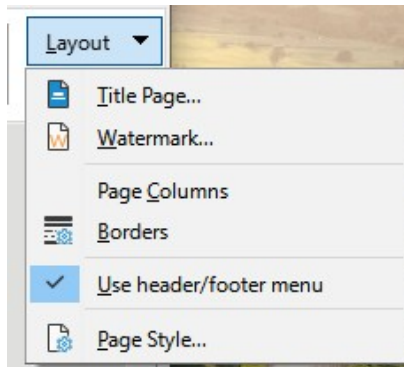 Layout
Title Page...
Watermark...
Page Columns
Borders
Use header/footer menu
Page Style...